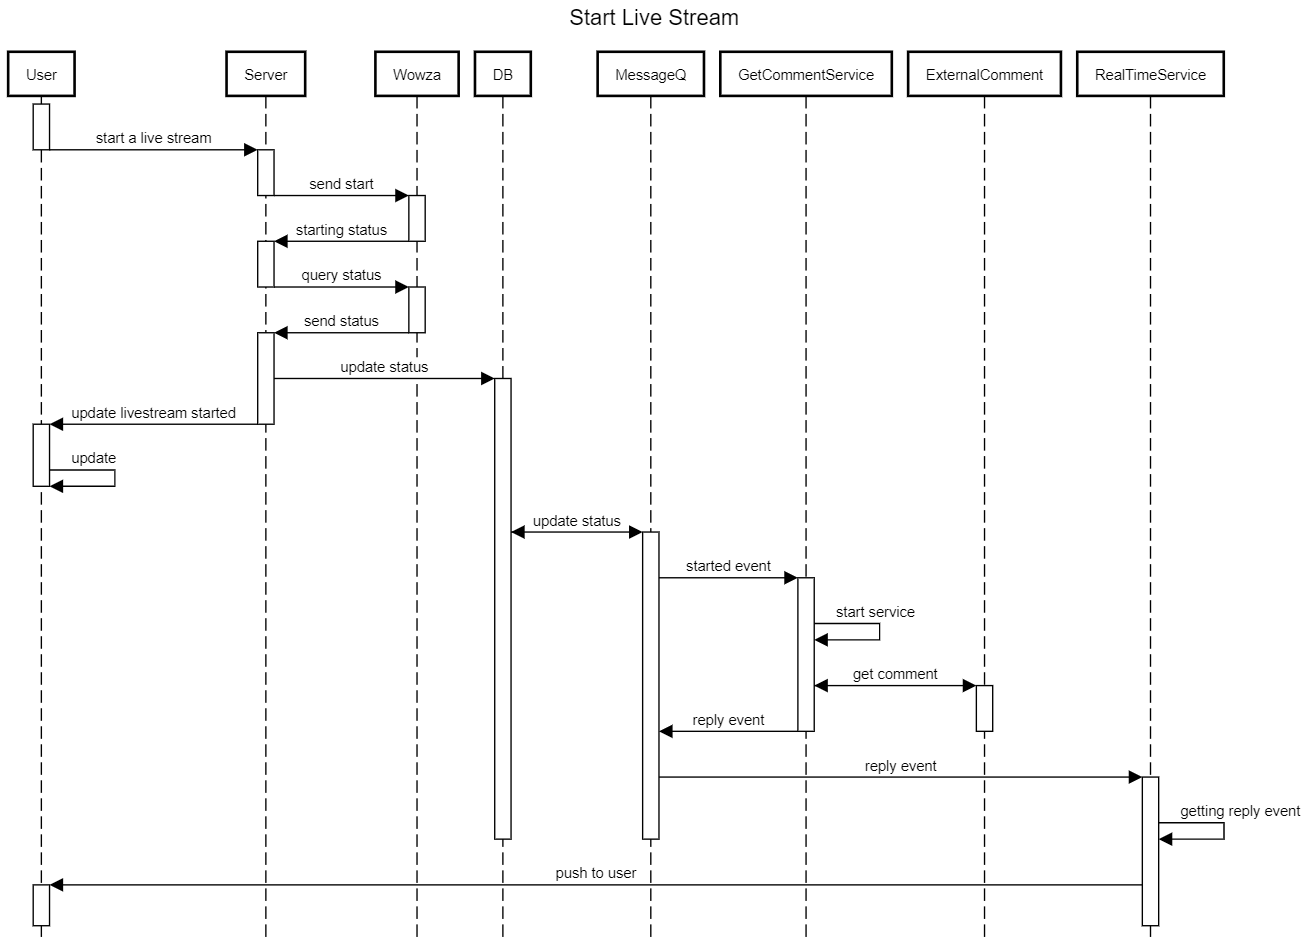 Start Live Stream
User
Server
Wowza
DB
MessageQ
GetCommentService
ExternalComment
RealTimeService
start a live stream
send start
starting status
query status
send status
update status
update livestream started
update
update status
started event
start service
get comment
reply event
reply event
getting reply event
push to user